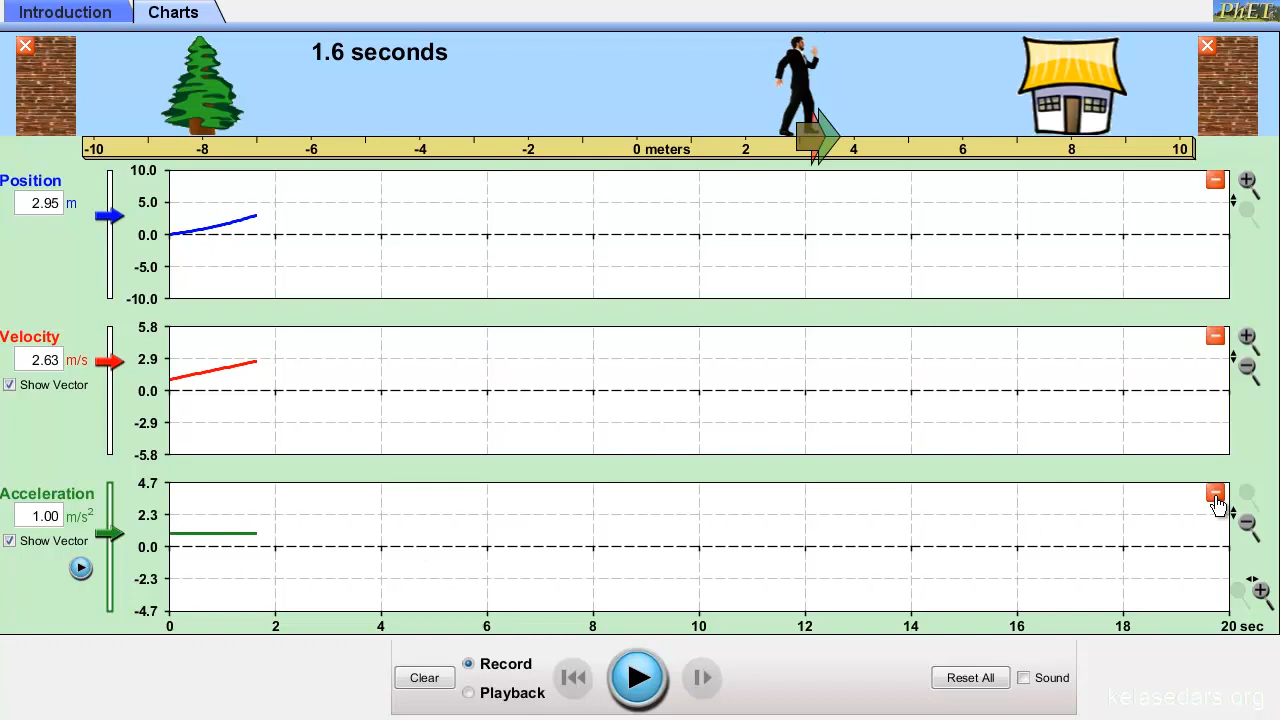 Introduction
Charts
PhET
1.6 seconds
-10 -8 -6 -4 -2 0 meters 2 4 6 8 10
Position
2.95 m
10.0
5.0
0.0
-5.0
-10.0
Velocity
2.63 m/s
Show Vector
5.8
2.9
0.0
-2.9
-5.8
Acceleration
1.00 m/s²
Show Vector
4.7
2.3
0.0
-2.3
-4.7
0 2 4 6 8 10 12 14 16 18 20 sec
Clear
Record
Playback
Reset All
Sound
kelasedars.org